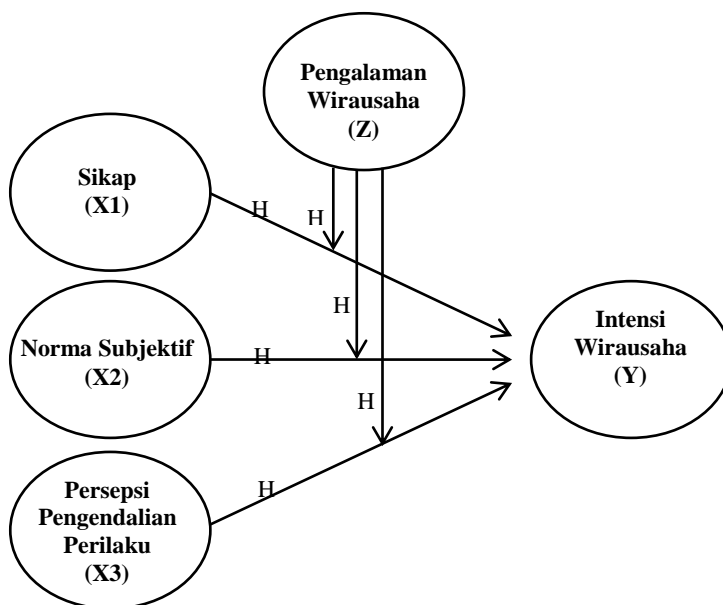 Pengalaman
Wirausaha
(Z)
Sikap
(X1)
H
H
H
Norma Subjektif
(X2)
H
Intensi
Wirausaha
(Y)
H
H
Persepsi
Pengendalian
Perilaku
(X3)